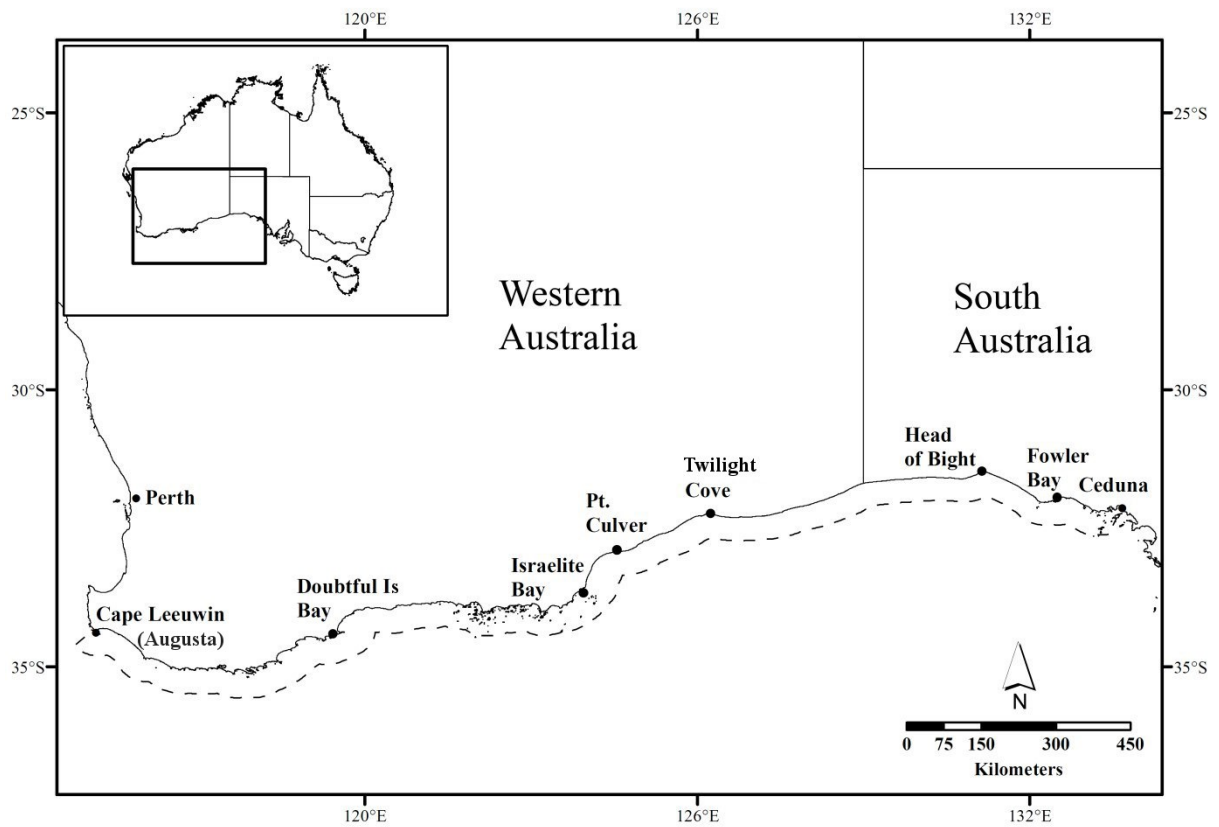 120°E
126°E
132°E
25°S
25°S
Western
Australia
South
Australia
30°S
30°S
Head
of Bight
Fowler
Bay
Ceduna
Twilight
Cove
Perth
Pt.
Culver
Israelite
Bay
Doubtful Is
Bay
Cape Leeuwin
(Augusta)
35°S
35°S
N
0 75 150 300 450
Kilometers
120°E
126°E
132°E